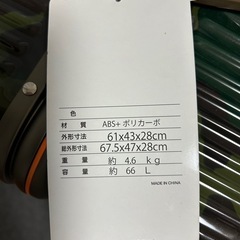 色
材質 ABS+ポリカーボ
外形寸法 61x43x28cm
総外形寸法 67.5x47x28cm
重量 約 4.6 kg
容量 約 66 L
MADE IN CHINA